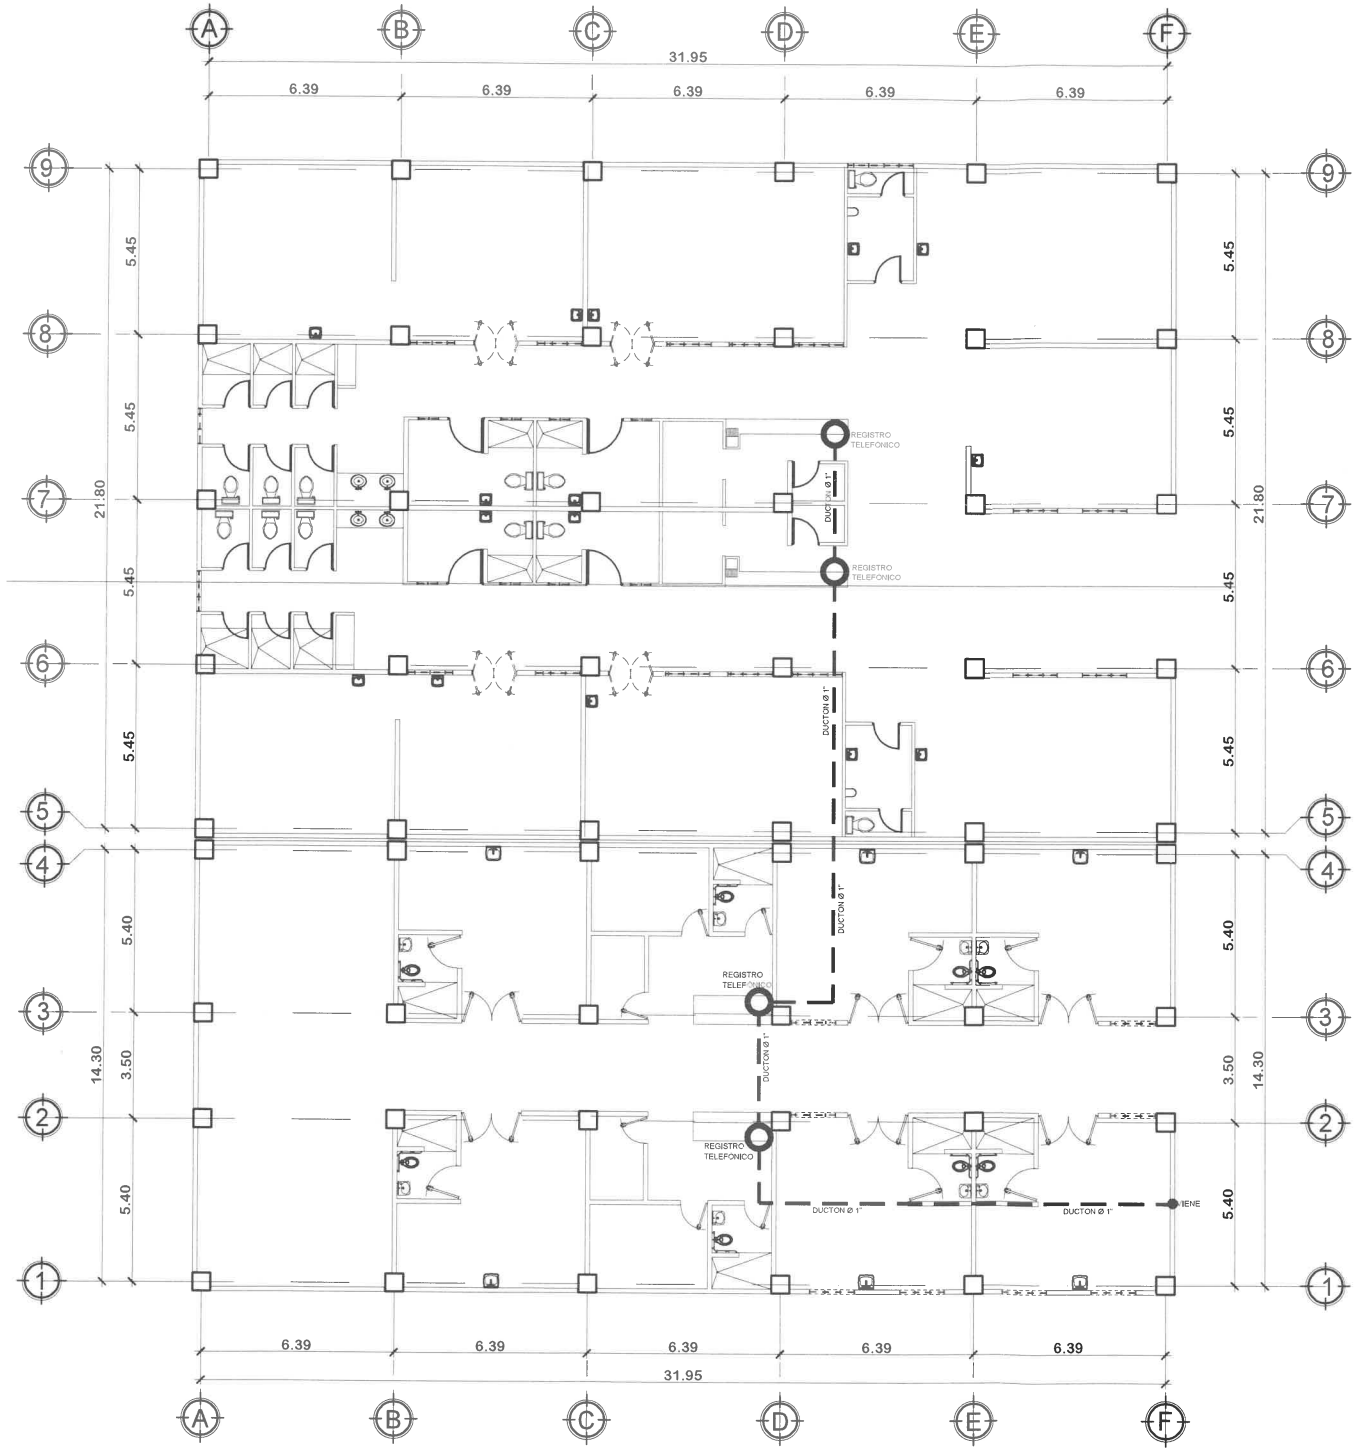 A
B
C
D
E
F
31.95
6.39
6.39
6.39
6.39
6.39
9
9
5.45
5.45
8
8
5.45
5.45
REGISTRO
TELEFONICO
7
7
21.80
21.80
DUCTON Ø 1"
REGISTRO
TELEFONICO
5.45
5.45
6
6
DUCTON Ø 1"
5.45
5.45
5
5
4
4
5.40
5.40
DUCTON Ø 1"
REGISTRO
TELEFONICO
3
3
14.30
3.50
DUCTON Ø 1"
3.50
14.30
2
2
REGISTRO
TELEFONICO
5.40
5.40
DUCTON Ø 1"
DUCTON Ø 1"
VIENE
1
1
6.39
6.39
6.39
6.39
6.39
31.95
A
B
C
D
E
F